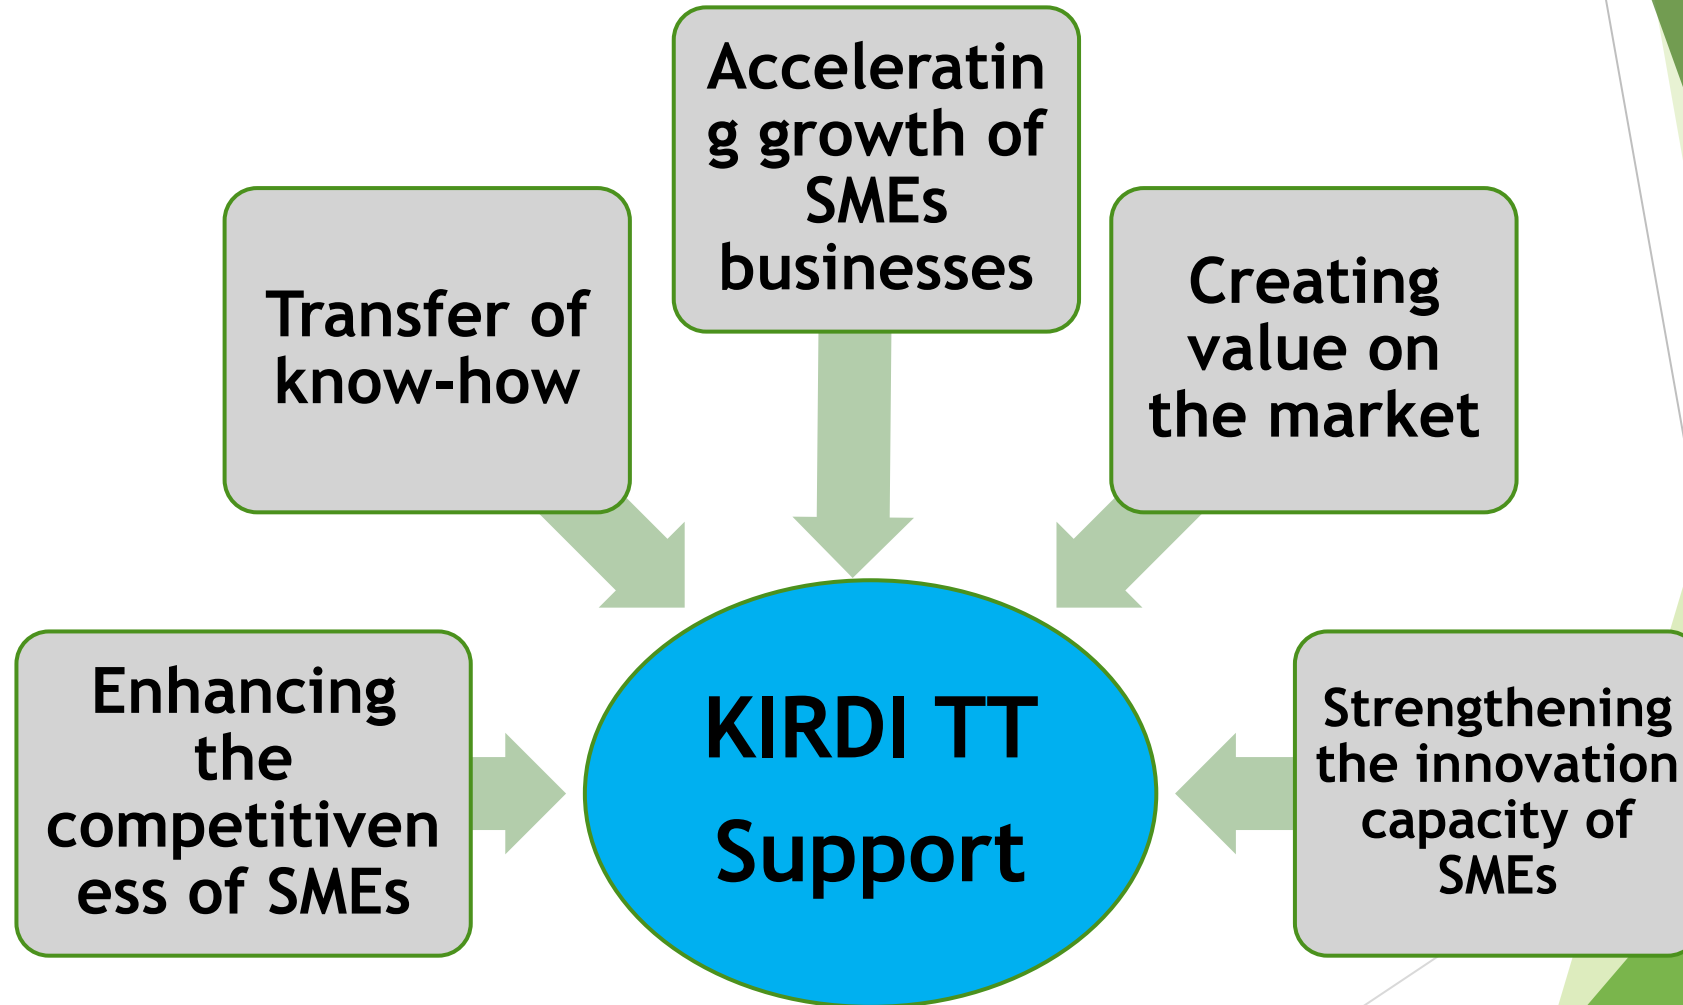 Acceleratin
g growth of
SMEs
businesses
Transfer of
know-how
Creating
value on
the market
Enhancing
the
competitiven
ess of SMEs
KIRDI TT
Support
Strengthening
the innovation
capacity of
SMEs